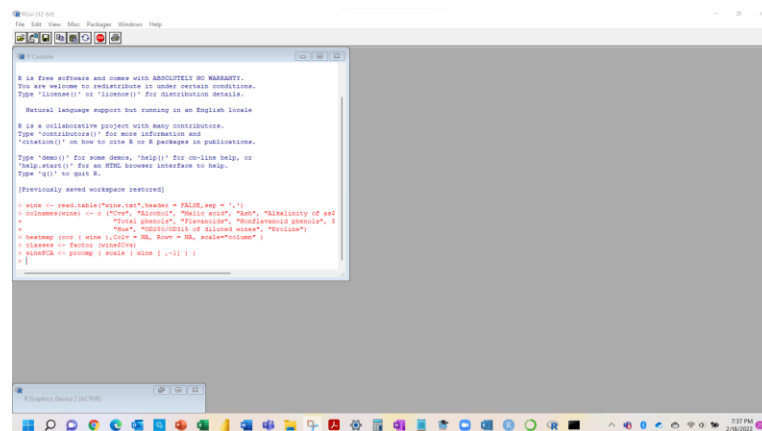 RGui (32-bit)
File Edit View Misc Packages Windows Help
R Console
R is free software and comes with ABSOLUTELY NO WARRANTY.
You are welcome to redistribute it under certain conditions.
Type 'license()' or 'licence()' for distribution details.
Natural language support but running in an English locale
R is a collaborative project with many contributors.
Type 'contributors()' for more information and
'citation()' on how to cite R or R packages in publications.
Type 'demo()' for some demos, 'help()' for on-line help, or
'help.start()' for an HTML browser interface to help.
Type 'q()' to quit R.
[Previously saved workspace restored]
> wine <- read.table("wine.txt",header = FALSE,sep = ',')
> colnames(wine) <- c ("Cvs", "Alcohol", "Malic acid", "Ash", "Alkalinity of as$
+ "Total phenols", "Flavanoids", "Nonflavanoid phenols", $
+ "Hue", "OD280/OD315 of diluted wines", "Proline")
> heatmap (cor ( wine ),Colv = NA, Rowv = NA, scale="column" )
> classes <- factor (wine$Cvs)
> winePCA <- prcomp ( scale ( wine [ ,-1] ) )
>
R Graphics: Device 2 (ACTIVE)
7:37 PM
2/18/2022